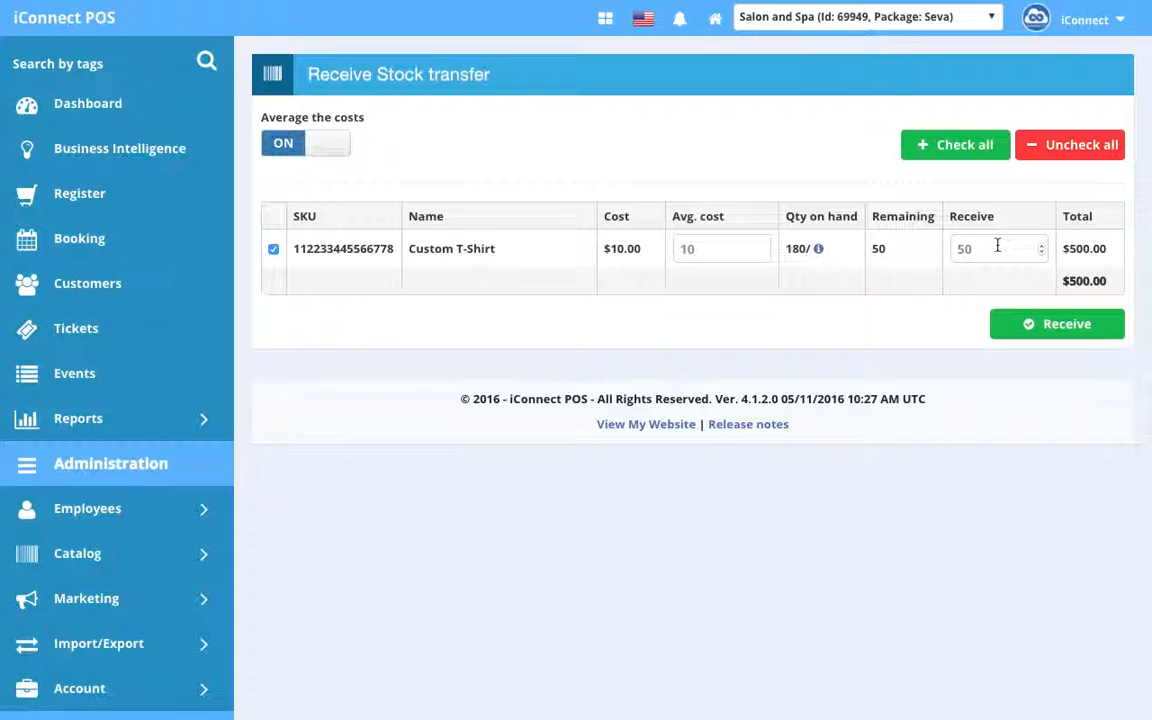 iConnect POS
Salon and Spa (Id: 69949, Package: Seva)
iConnect
Search by tags
Dashboard
Business Intelligence
Register
Booking
Customers
Tickets
Events
Reports
Administration
Employees
Catalog
Marketing
Import/Export
Account
Receive Stock transfer
Average the costs
ON
Check all
Uncheck all
SKU Name Cost Avg. cost Qty on hand Remaining Receive Total
112233445566778 Custom T-Shirt $10.00 10 180/ 50 50 $500.00
$500.00
Receive
© 2016 - iConnect POS - All Rights Reserved. Ver. 4.1.2.0 05/11/2016 10:27 AM UTC
View My Website | Release notes